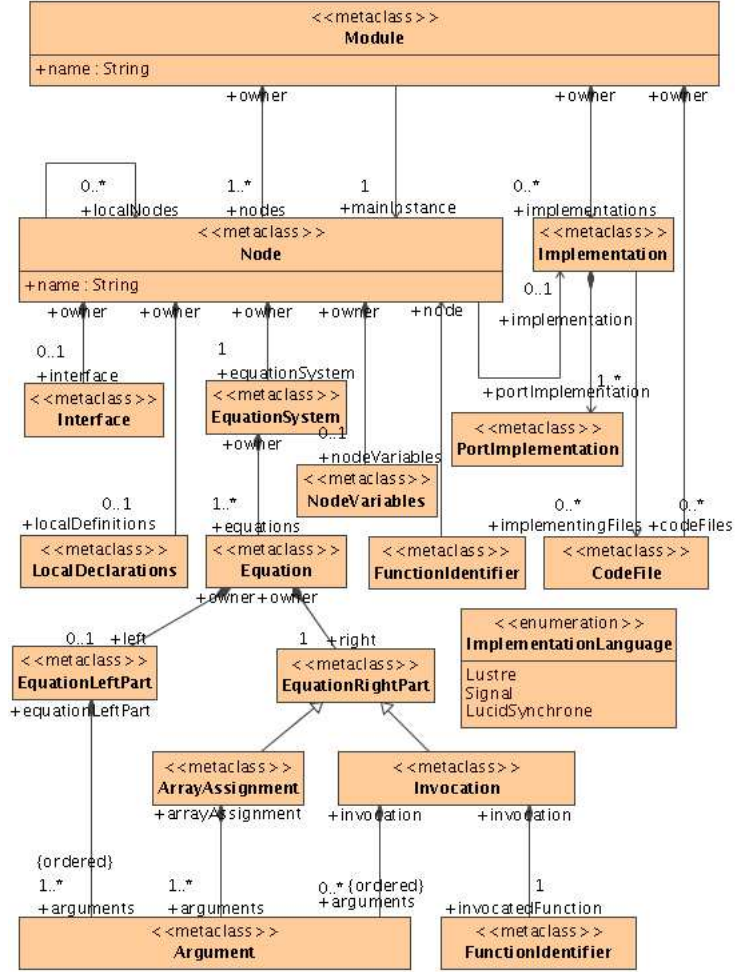 <<metaclass>>
Module
+name : String
+owner
+owner
+owner
0..*
+localNodes
1..*
+nodes
1
+mainInstance
0..*
+implementations
<<metaclass>>
Node
+name : String
<<metaclass>>
Implementation
+owner
+owner
+owner
+owner
+node
0..1
+implementation
0..1
+interface
1
+equationSystem
1..*
+portImplementation
<<metaclass>>
Interface
<<metaclass>>
EquationSystem
+owner
<<metaclass>>
PortImplementation
0..1
+nodeVariables
<<metaclass>>
NodeVariables
0..1
+localDefinitions
1..*
+equations
0..*
+implementingFiles
0..*
+codeFiles
<<metaclass>>
LocalDeclarations
<<metaclass>>
Equation
<<metaclass>>
FunctionIdentifier
<<metaclass>>
CodeFile
+owner
+owner
0..1 +left
1 +right
<<metaclass>>
EquationLeftPart
<<metaclass>>
EquationRightPart
<<enumeration>>
ImplementationLanguage
Lustre
Signal
LucidSynchrone
+equationLeftPart
<<metaclass>>
ArrayAssignment
<<metaclass>>
Invocation
+arrayAssignment
+invocation
+invocation
{ordered}
1..*
+arguments
1..*
+arguments
0..* {ordered}
+arguments
1
+invocatedFunction
<<metaclass>>
Argument
<<metaclass>>
FunctionIdentifier